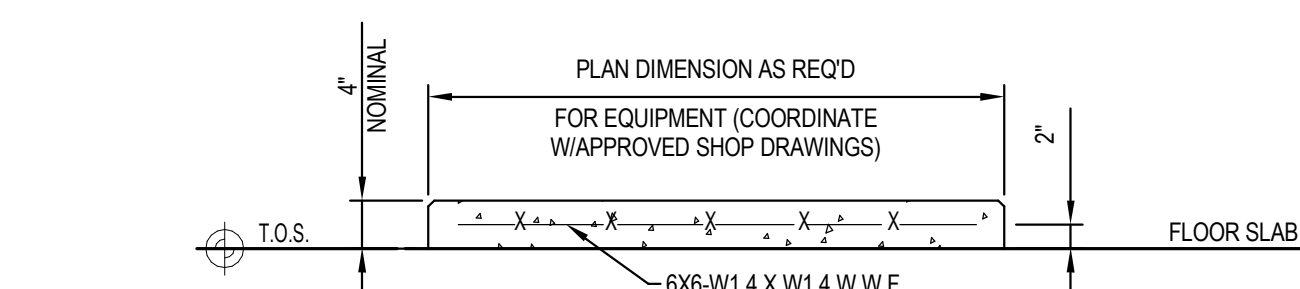 4"
NOMINAL
PLAN DIMENSION AS REQ'D
FOR EQUIPMENT (COORDINATE
W/APPROVED SHOP DRAWINGS)
2"
X X X X X
T.O.S.
FLOOR SLAB
6X6-W1.4 X W1.4 W.W.F.